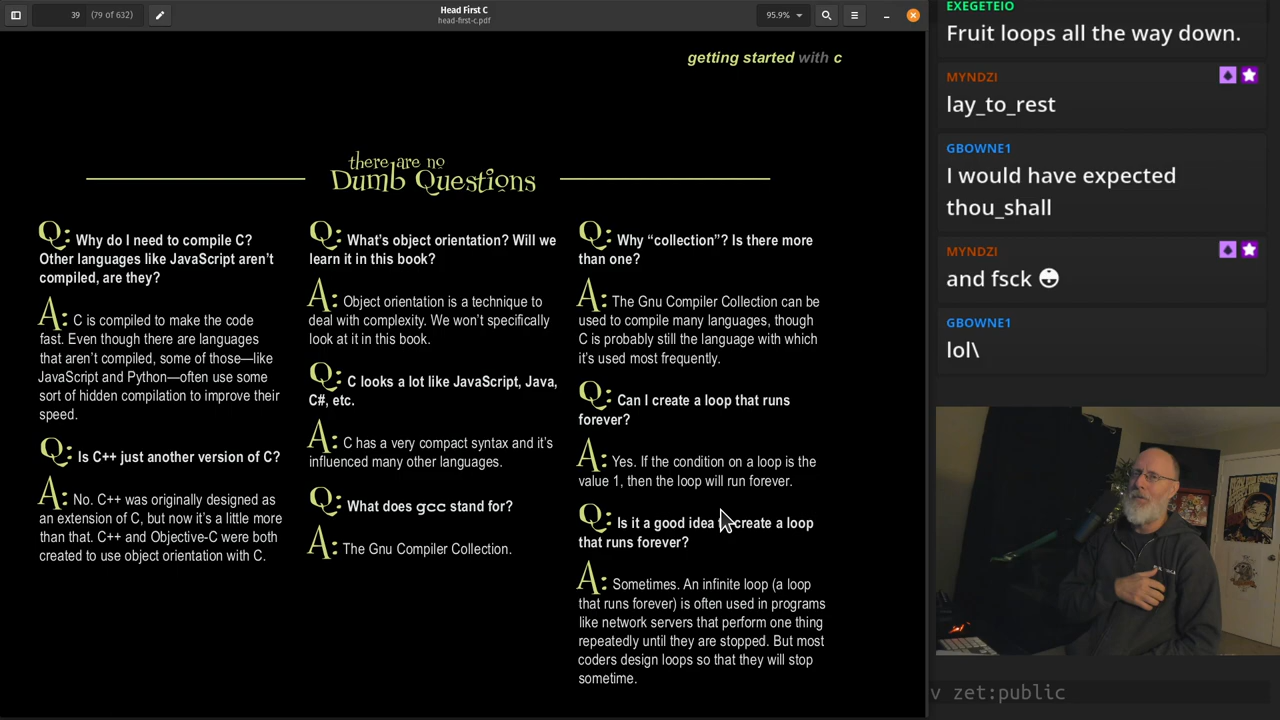 39
(79 of 632)
Head First C
head-first-c.pdf
95.9%
getting started with c
there are no
Dumb Questions
Q: Why do I need to compile C?
Other languages like JavaScript aren't
compiled, are they?
A: C is compiled to make the code
fast. Even though there are languages
that aren't compiled, some of those—like
JavaScript and Python—often use some
sort of hidden compilation to improve their
speed.
Q: Is C++ just another version of C?
A: No. C++ was originally designed as
an extension of C, but now it's a little more
than that. C++ and Objective-C were both
created to use object orientation with C.
Q: What's object orientation? Will we
learn it in this book?
A: Object orientation is a technique to
deal with complexity. We won't specifically
look at it in this book.
Q: C looks a lot like JavaScript, Java,
C#, etc.
A: C has a very compact syntax and it's
influenced many other languages.
Q: What does gcc stand for?
A: The Gnu Compiler Collection.
Q: Why “collection”? Is there more
than one?
A: The Gnu Compiler Collection can be
used to compile many languages, though
C is probably still the language with which
it's used most frequently.
Q: Can I create a loop that runs
forever?
A: Yes. If the condition on a loop is the
value 1, then the loop will run forever.
Q: Is it a good idea to create a loop
that runs forever?
A: Sometimes. An infinite loop (a loop
that runs forever) is often used in programs
like network servers that perform one thing
repeatedly until they are stopped. But most
coders design loops so that they will stop
sometime.
EXEGETEIO
Fruit loops all the way down.
MYNDZI
lay_to_rest
GBOWNE1
I would have expected
thou_shall
MYNDZI
and fsck
GBOWNE1
lol\
v zet:public